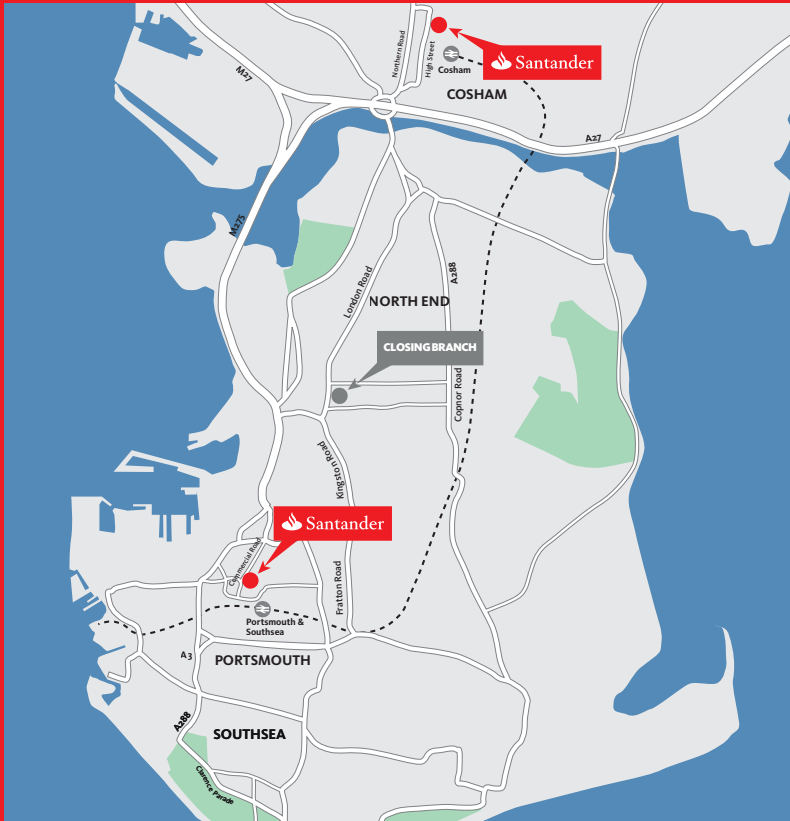 Northern Road
High Street
Cosham
Santander
COSHAM
M27
A27
M275
London Road
A288
NORTH END
CLOSING BRANCH
Copnor Road
Kingston Road
Santander
Commercial Road
Fratton Road
Portsmouth &
Southsea
A3
PORTSMOUTH
A288
SOUTHSEA
Clarence Parade